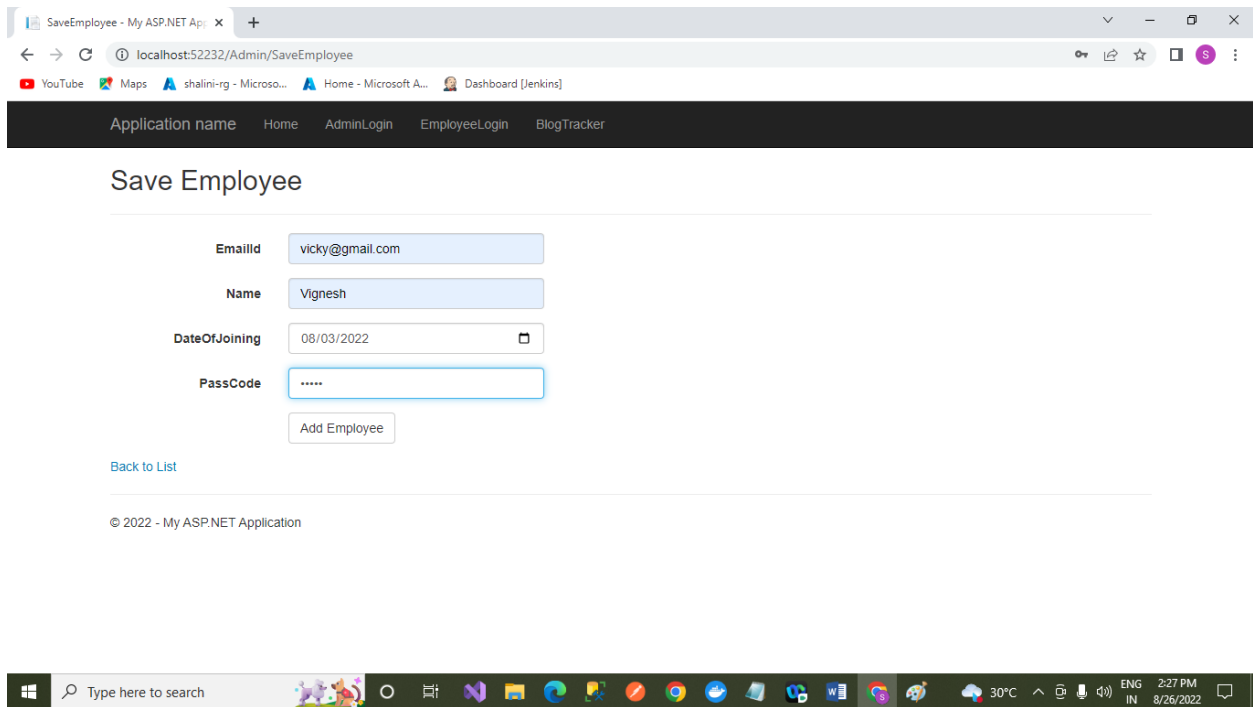 SaveEmployee - My ASP.NET Ap
localhost:52232/Admin/SaveEmployee
S
YouTube Maps shalini-rg - Microso... Home - Microsoft A... Dashboard [Jenkins]
Application name Home AdminLogin EmployeeLogin BlogTracker
Save Employee
EmailId vicky@gmail.com
Name Vignesh
DateOfJoining 08/03/2022
PassCode •••••
Add Employee
Back to List
© 2022 - My ASP.NET Application
Type here to search 30°C ENG 2:27 PM
IN 8/26/2022